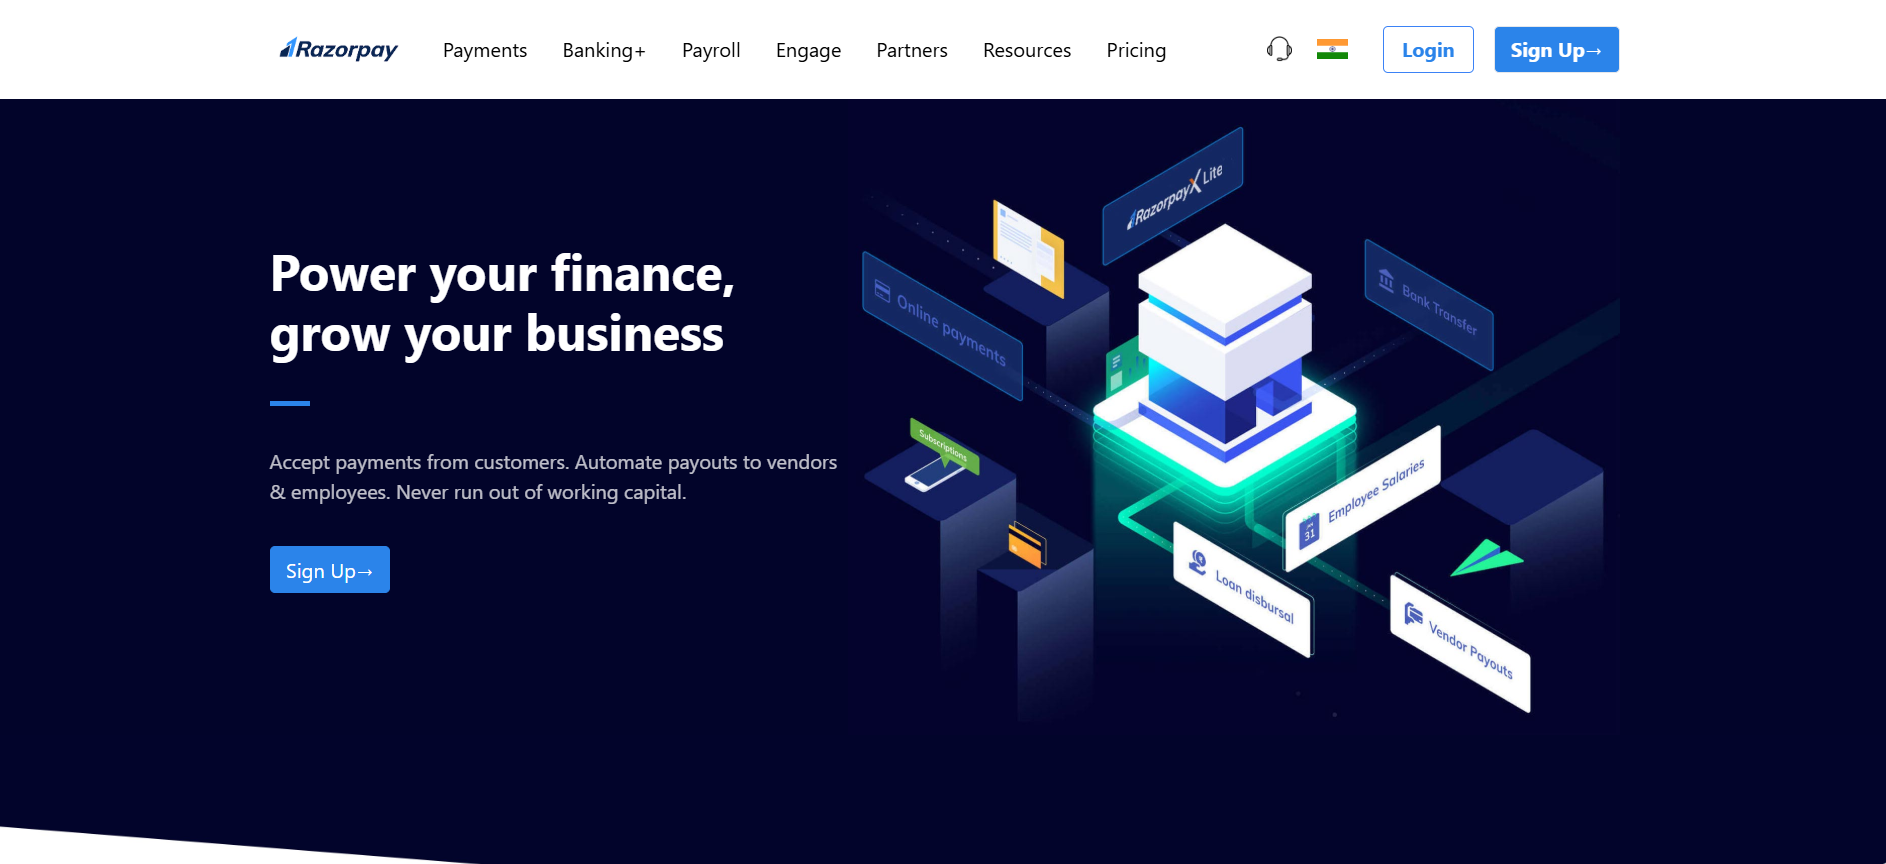 Razorpay
Payments
Banking+
Payroll
Engage
Partners
Resources
Pricing
Login
Sign Up→
Power your finance,
grow your business
Accept payments from customers. Automate payouts to vendors
& employees. Never run out of working capital.
Sign Up→
RazorpayX Lite
Online payments
Bank Transfer
Subscriptions
Employee Salaries
JAN
31
Loan disbursal
Vendor Payouts